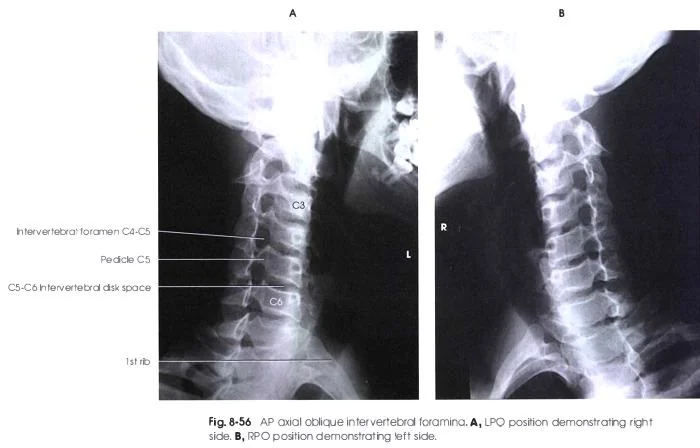 A
B
C3
Intervertebral foramen C4-C5
R
L
Pedicle C5
C5-C6 Intervertebral disk space
C6
1st rib
Fig. 8-56 AP axial oblique intervertebral foramina. A, LPO position demonstrating right
side. B, RPO position demonstrating left side.